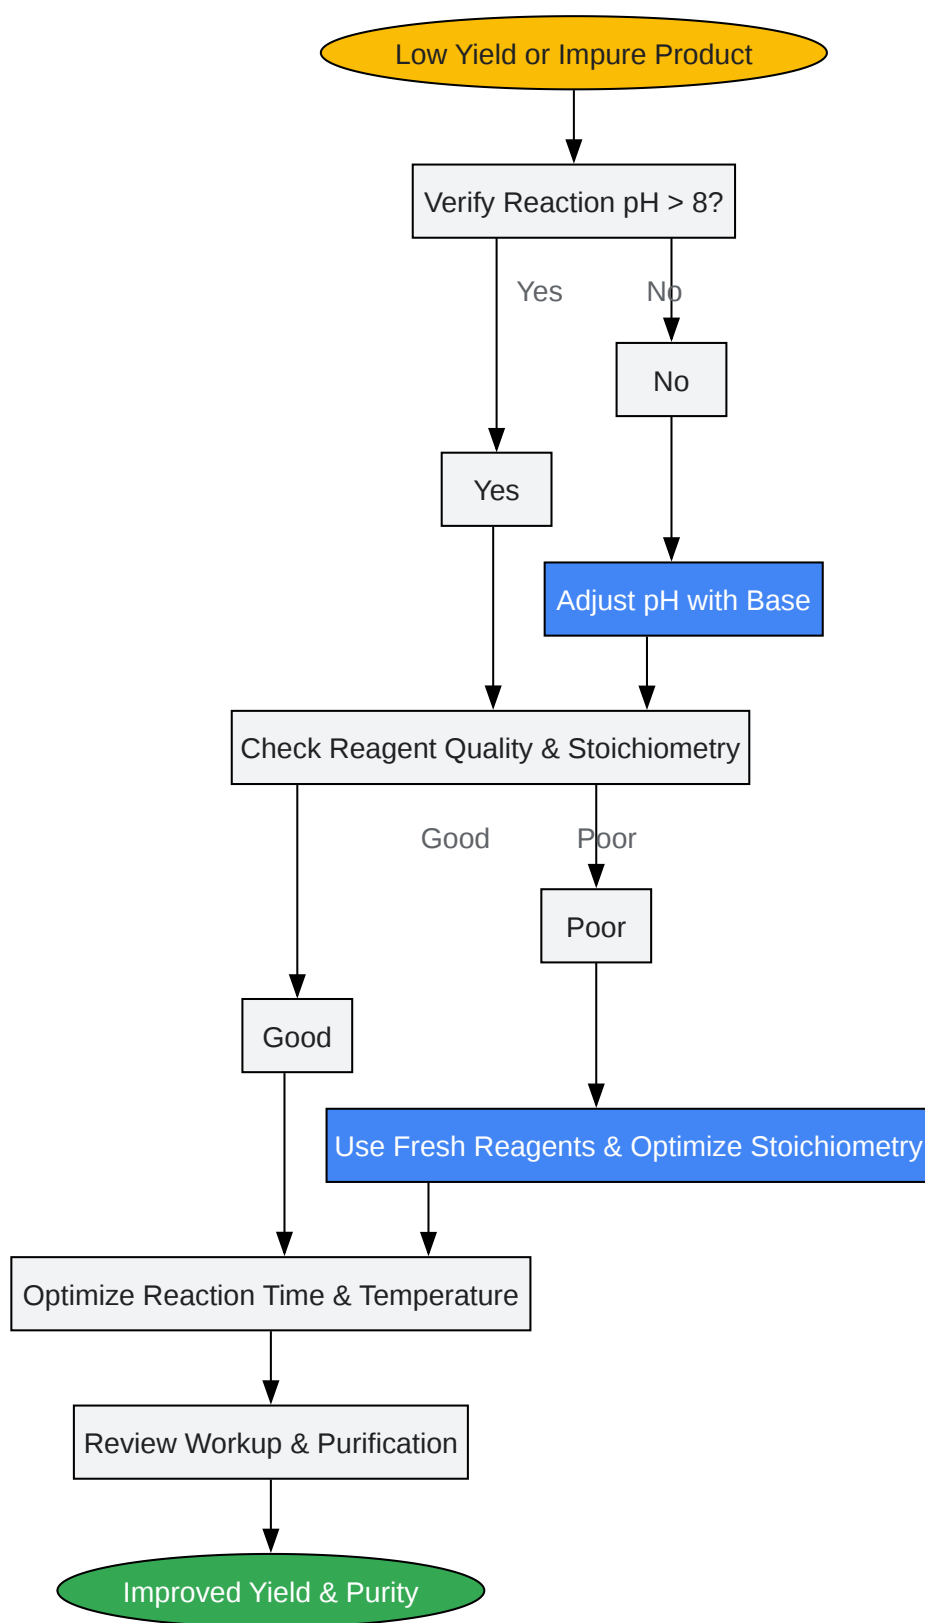 Low Yield or Impure Product
Verify Reaction pH > 8?
Yes
No
No
Yes
Adjust pH with Base
Check Reagent Quality & Stoichiometry
Good
Poor
Poor
Good
Use Fresh Reagents & Optimize Stoichiometry
Optimize Reaction Time & Temperature
Review Workup & Purification
Improved Yield & Purity